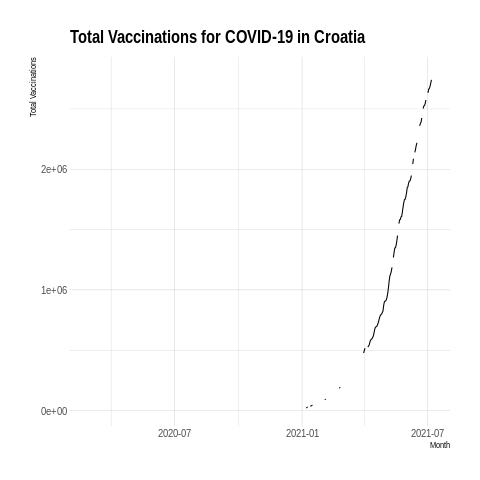 Total Vaccinations for COVID-19 in Croatia
Total Vaccinations
2e+06
1e+06
0e+00
2020-07
2021-01
2021-07
Month